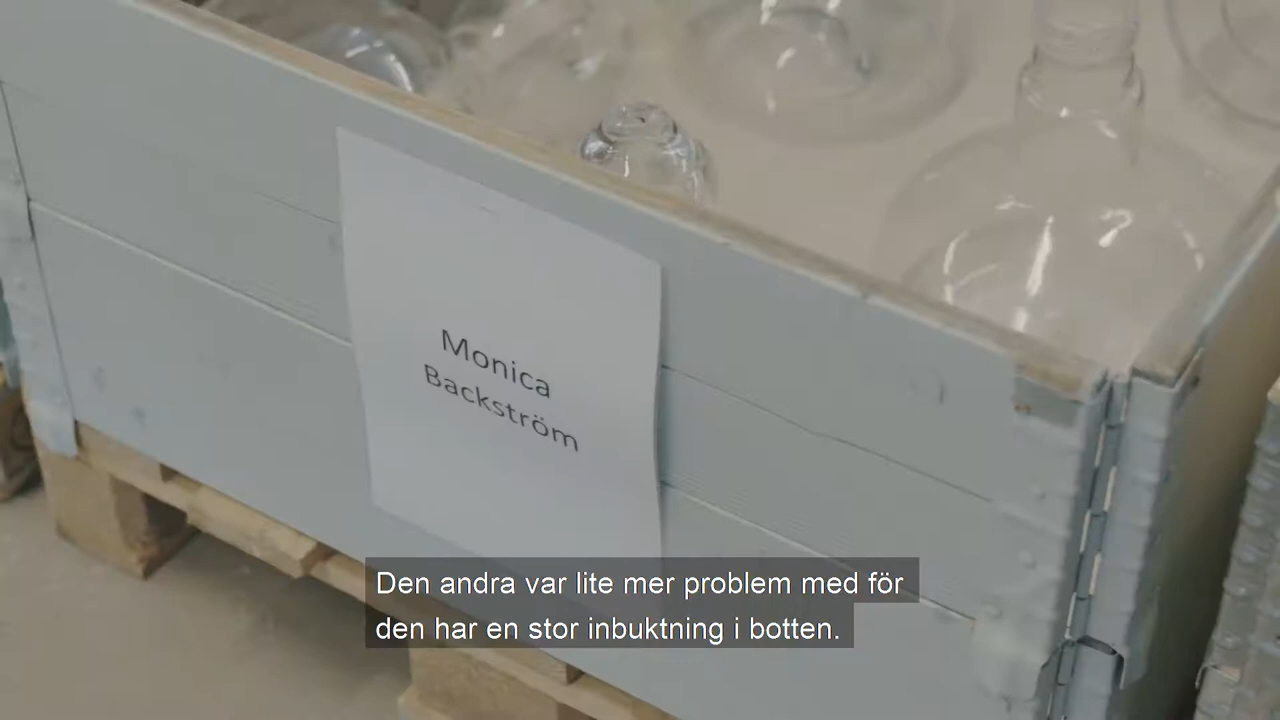 Monica
Backström
Den andra var lite mer problem med för
den har en stor inbuktning i botten.